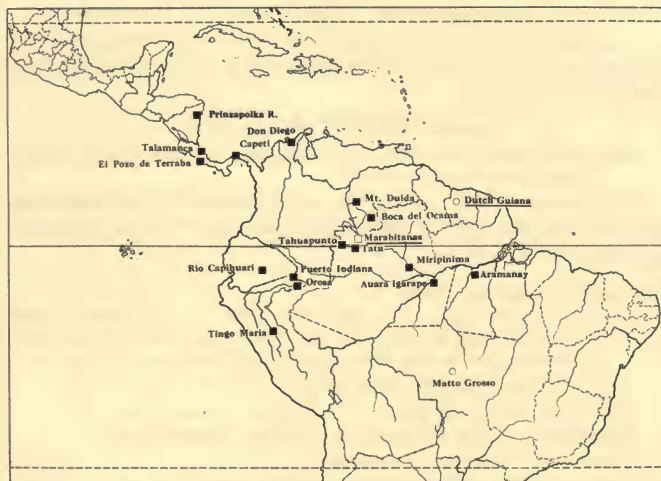 Prinzapolka R.
Don Diego
Capeti
Talamanca
El Pozo de Terraba
Mt. Duida
Dutch Guiana
Boca del Ocama
Marabitanas
Tahuapunto
Tatu
Miripinima
Rio Capihuari
Puerto Indiana
Orosa
Auara Igarape
Aramanay
Tingo Maria
Matto Grosso